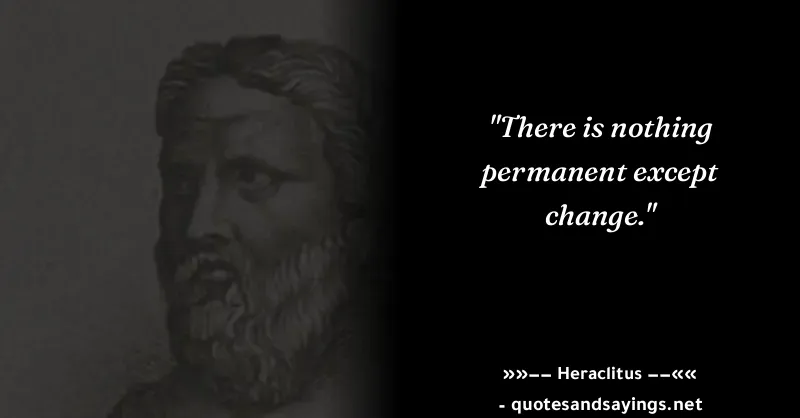 "There is nothing
permanent except
change."
»»−− Heraclitus −−««
- quotesandsayings.net